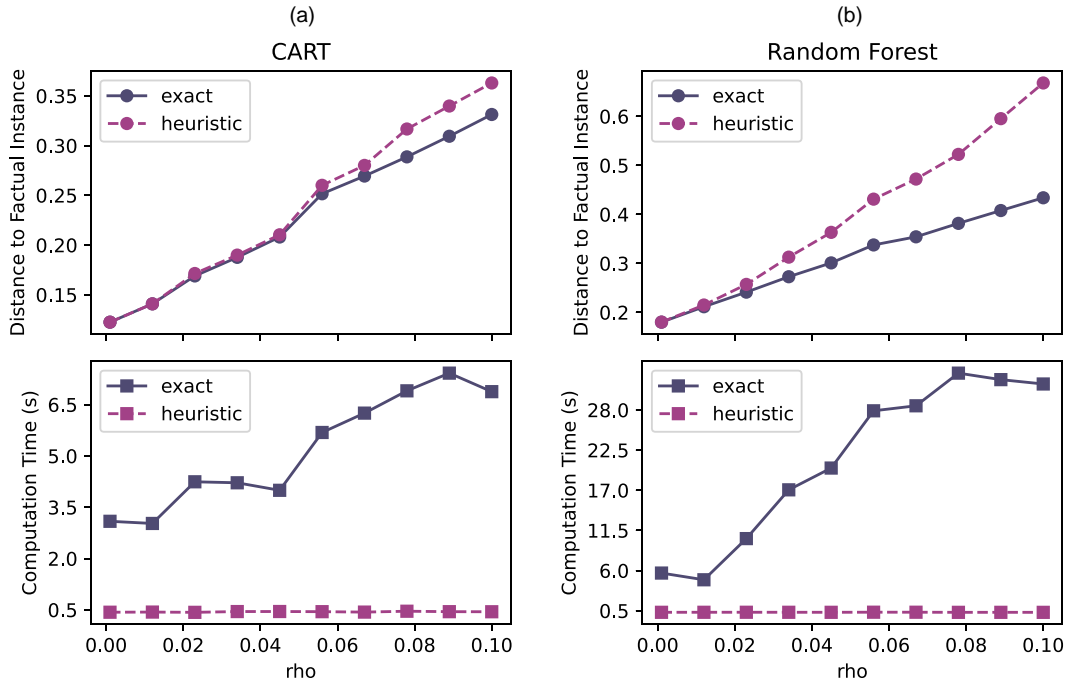 (a)
CART
Distance to Factual Instance
0.35
0.30
0.25
0.20
0.15
exact
heuristic
Computation Time (s)
6.5
5.0
3.5
2.0
0.5
exact
heuristic
0.00 0.02 0.04 0.06 0.08 0.10
rho
(b)
Random Forest
Distance to Factual Instance
0.6
0.5
0.4
0.3
0.2
exact
heuristic
Computation Time (s)
28.0
22.5
17.0
11.5
6.0
0.5
exact
heuristic
0.00 0.02 0.04 0.06 0.08 0.10
rho